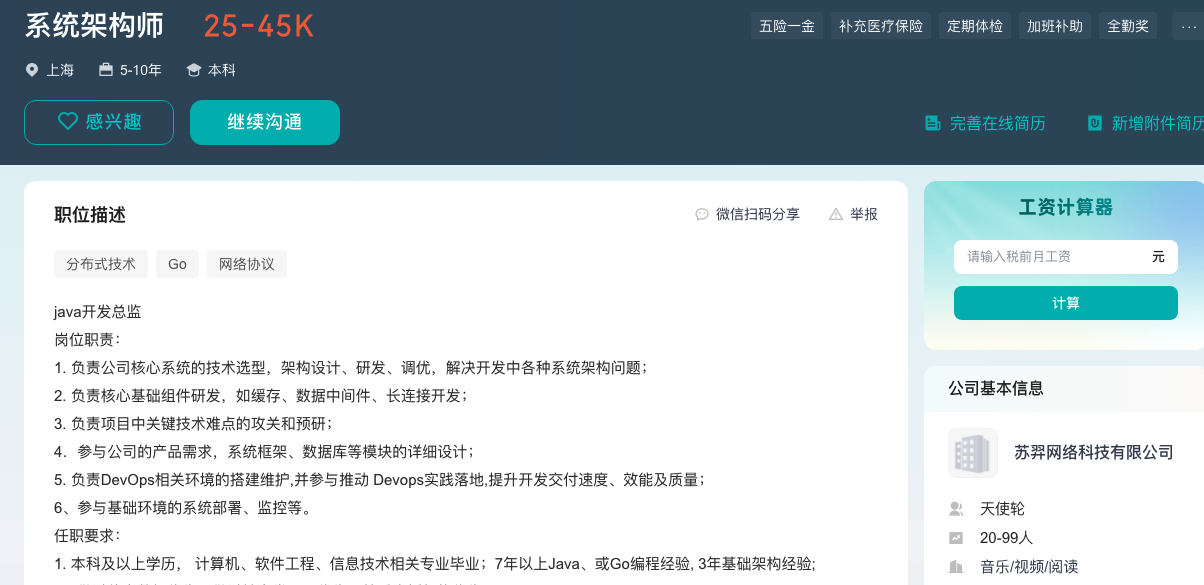 系统架构师 25-45K
五险一金 补充医疗保险 定期体检 加班补助 全勤奖 ···
上海 5-10年 本科
感兴趣 继续沟通
完善在线简历 新增附件简历
职位描述
微信扫码分享 举报
分布式技术 Go 网络协议
java开发总监
岗位职责：
1. 负责公司核心系统的技术选型，架构设计、研发、调优，解决开发中各种系统架构问题；
2. 负责核心基础组件研发，如缓存、数据中间件、长连接开发；
3. 负责项目中关键技术难点的攻关和预研；
4. 参与公司的产品需求，系统框架、数据库等模块的详细设计；
5. 负责DevOps相关环境的搭建维护,并参与推动 Devops实践落地,提升开发交付速度、效能及质量；
6、参与基础环境的系统部署、监控等。
任职要求：
1. 本科及以上学历， 计算机、软件工程、信息技术相关专业毕业；7年以上Java、或Go编程经验, 3年基础架构经验;
工资计算器
请输入税前月工资 元
计算
公司基本信息
苏羿网络科技有限公司
天使轮
20-99人
音乐/视频/阅读